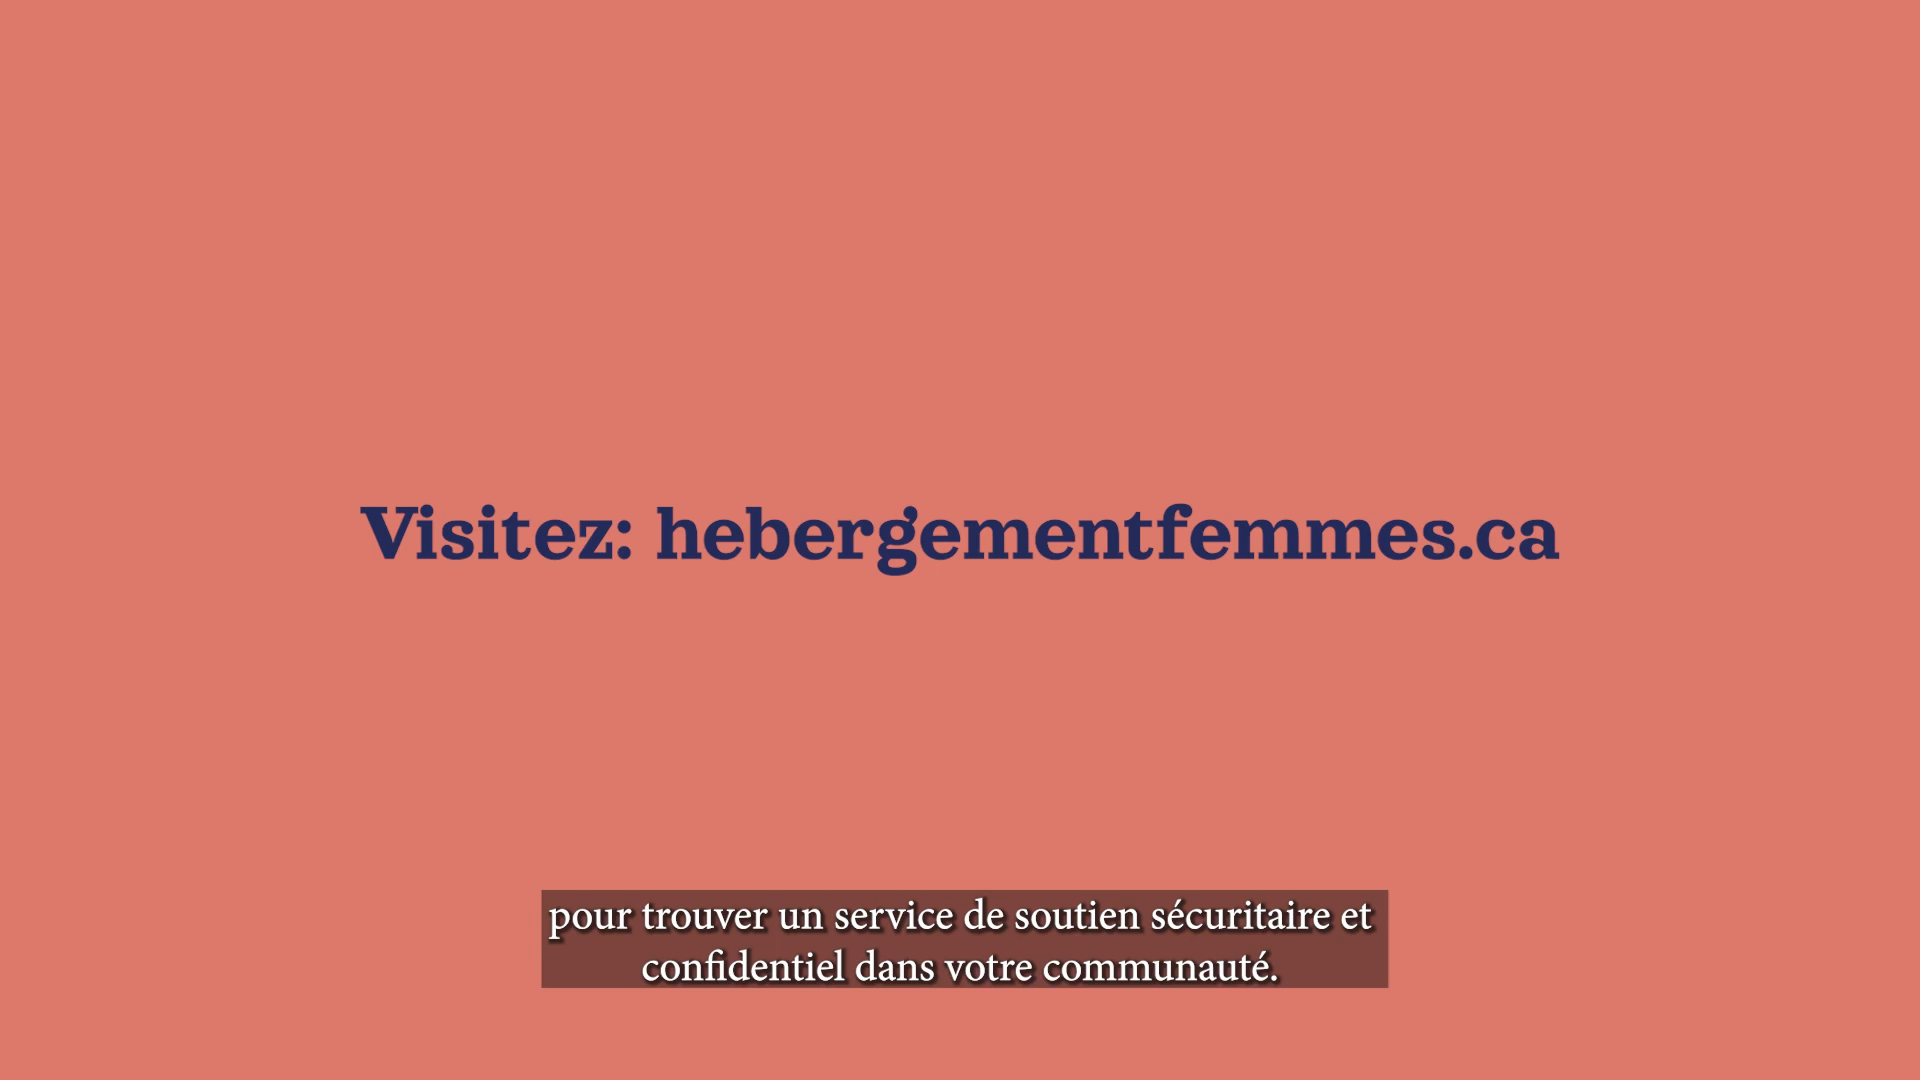 Visitez: hebergementfemmes.ca
pour trouver un service de soutien sécuritaire et
confidentiel dans votre communauté.